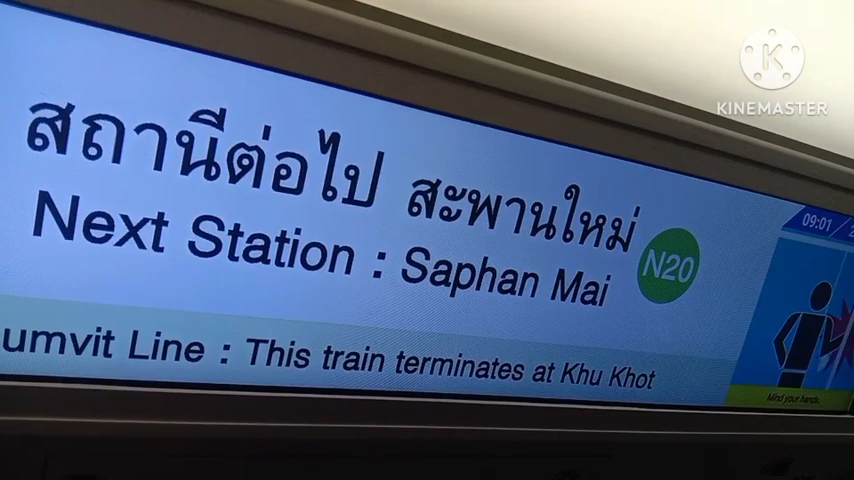 KINEMASTER
สถานีต่อไป สะพานใหม่
Next Station : Saphan Mai N20
umvit Line : This train terminates at Khu Khot
09:01
Mind your hands.